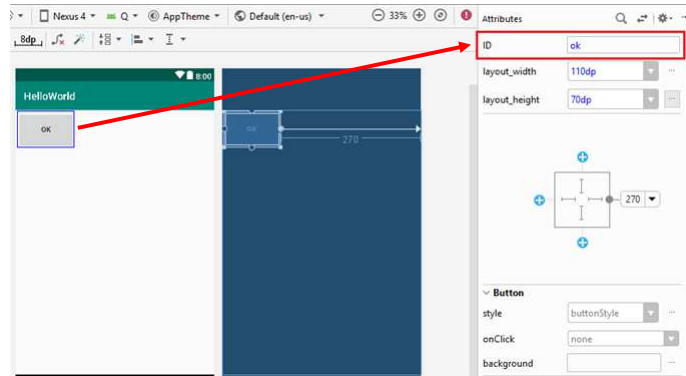 Nexus 4 Q AppTheme Default (en-us) 33% Attributes
8dp
ID ok
layout_width 110dp
layout_height 70dp
8:00
HelloWorld
OK
OK
270
270
Button
style buttonStyle
onClick none
background